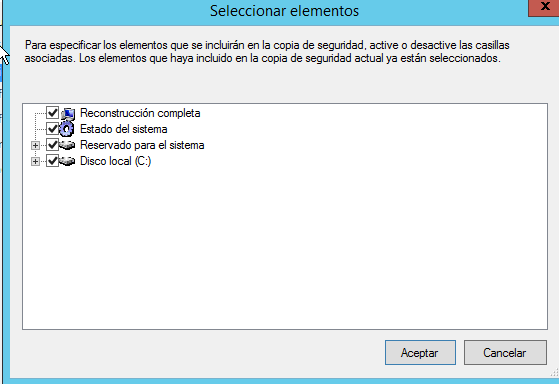 Seleccionar elementos
x
Para especificar los elementos que se incluirán en la copia de seguridad, active o desactive las casillas
asociadas. Los elementos que haya incluido en la copia de seguridad actual ya están seleccionados.
Reconstrucción completa
Estado del sistema
Reservado para el sistema
Disco local (C:)
Aceptar
Cancelar